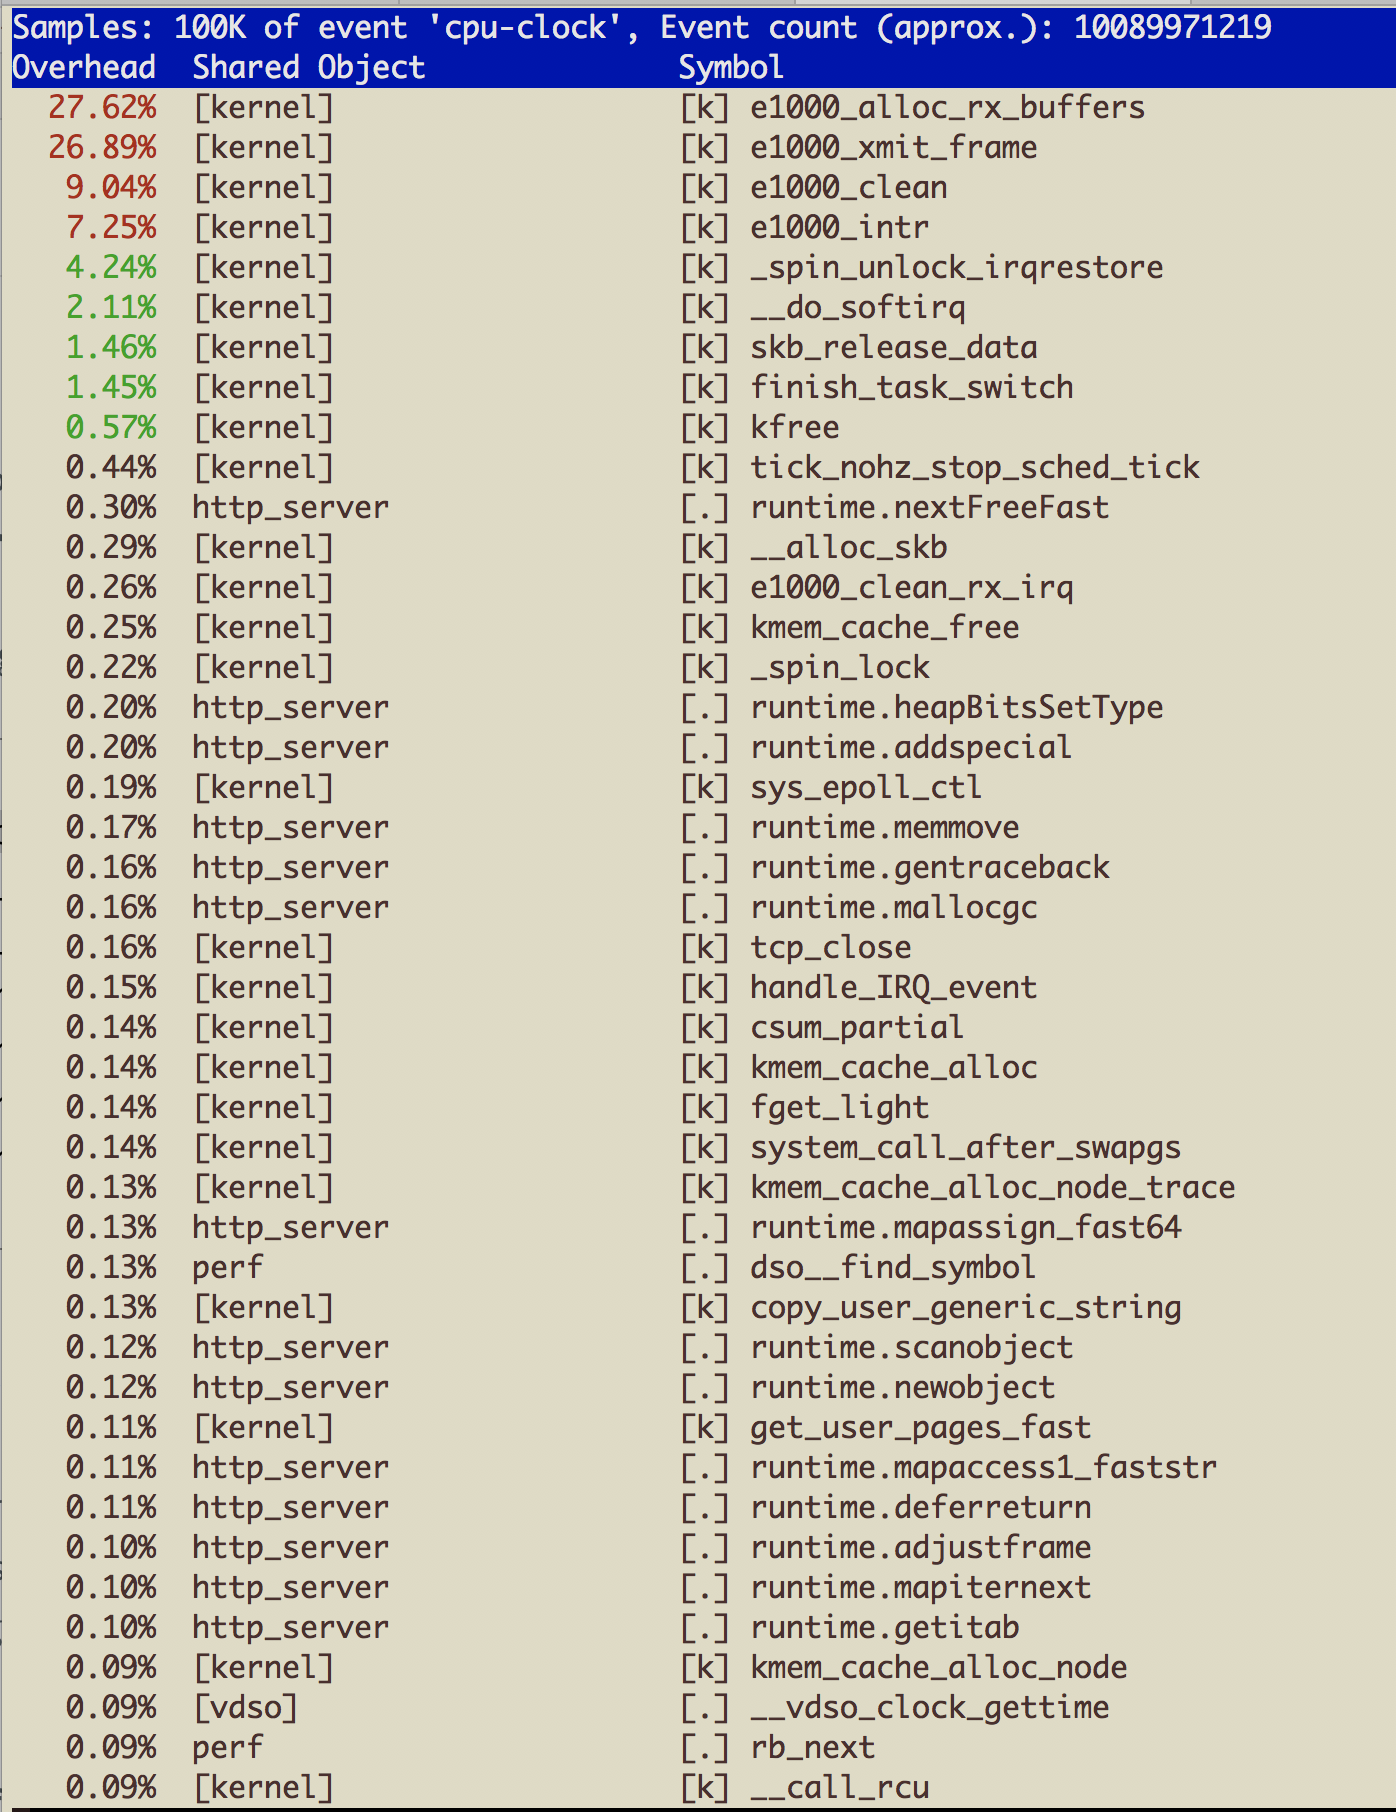 Samples: 100K of event 'cpu-clock', Event count (approx.): 10089971219
Overhead  Shared Object  Symbol
27.62%  [kernel]  [k] e1000_alloc_rx_buffers
26.89%  [kernel]  [k] e1000_xmit_frame
9.04%  [kernel]  [k] e1000_clean
7.25%  [kernel]  [k] e1000_intr
4.24%  [kernel]  [k] _spin_unlock_irqrestore
2.11%  [kernel]  [k] __do_softirq
1.46%  [kernel]  [k] skb_release_data
1.45%  [kernel]  [k] finish_task_switch
0.57%  [kernel]  [k] kfree
0.44%  [kernel]  [k] tick_nohz_stop_sched_tick
0.30%  http_server  [.] runtime.nextFreeFast
0.29%  [kernel]  [k] __alloc_skb
0.26%  [kernel]  [k] e1000_clean_rx_irq
0.25%  [kernel]  [k] kmem_cache_free
0.22%  [kernel]  [k] _spin_lock
0.20%  http_server  [.] runtime.heapBitsSetType
0.20%  http_server  [.] runtime.addspecial
0.19%  [kernel]  [k] sys_epoll_ctl
0.17%  http_server  [.] runtime.memmove
0.16%  http_server  [.] runtime.gentraceback
0.16%  http_server  [.] runtime.mallocgc
0.16%  [kernel]  [k] tcp_close
0.15%  [kernel]  [k] handle_IRQ_event
0.14%  [kernel]  [k] csum_partial
0.14%  [kernel]  [k] kmem_cache_alloc
0.14%  [kernel]  [k] fget_light
0.14%  [kernel]  [k] system_call_after_swapgs
0.13%  [kernel]  [k] kmem_cache_alloc_node_trace
0.13%  http_server  [.] runtime.mapassign_fast64
0.13%  perf  [.] dso__find_symbol
0.13%  [kernel]  [k] copy_user_generic_string
0.12%  http_server  [.] runtime.scanobject
0.12%  http_server  [.] runtime.newobject
0.11%  [kernel]  [k] get_user_pages_fast
0.11%  http_server  [.] runtime.mapaccess1_faststr
0.11%  http_server  [.] runtime.deferreturn
0.10%  http_server  [.] runtime.adjustframe
0.10%  http_server  [.] runtime.mapiternext
0.10%  http_server  [.] runtime.getitab
0.09%  [kernel]  [k] kmem_cache_alloc_node
0.09%  [vdso]  [.] __vdso_clock_gettime
0.09%  perf  [.] rb_next
0.09%  [kernel]  [k] __call_rcu